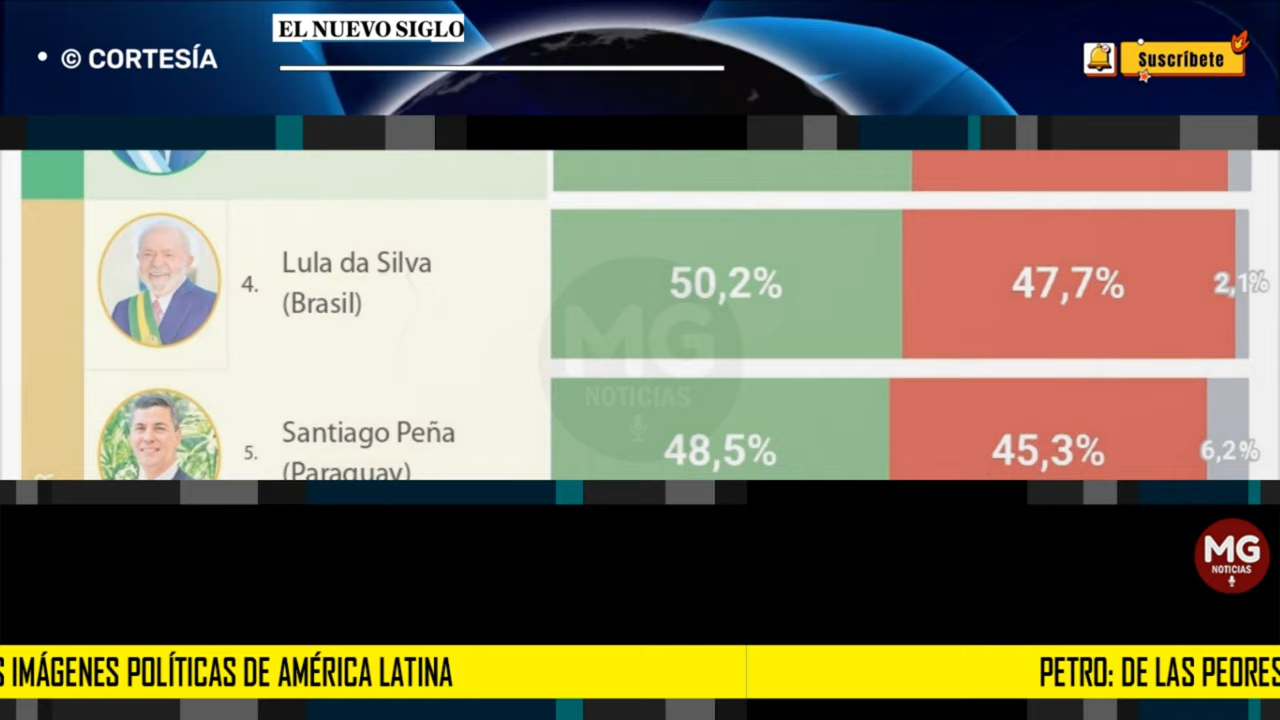 EL NUEVO SIGLO
• © CORTESÍA
Suscríbete
4.
Lula da Silva
(Brasil)
50,2%
47,7%
2,1%
MG
NOTICIAS
5.
Santiago Peña
(Paraguay)
48,5%
45,3%
6,2%
MG
NOTICIAS
S IMÁGENES POLÍTICAS DE AMÉRICA LATINA
PETRO: DE LAS PEORES